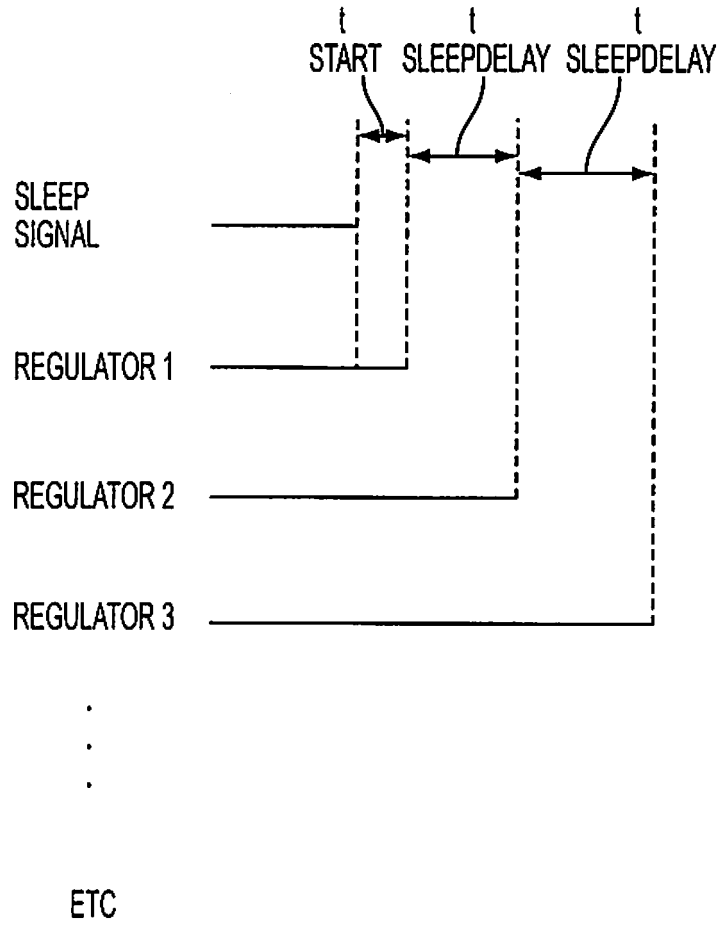 t t t
START SLEEPDELAY SLEEPDELAY
SLEEP
SIGNAL
REGULATOR 1
REGULATOR 2
REGULATOR 3
.
.
.
ETC